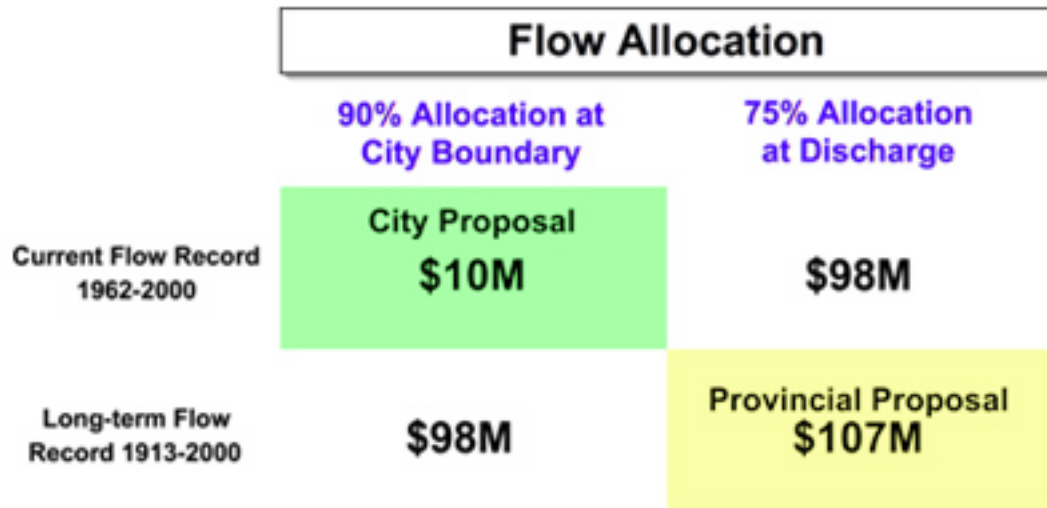 Flow Allocation
90% Allocation at
City Boundary
75% Allocation
at Discharge
Current Flow Record
1962-2000
City Proposal
$10M
$98M
Long-term Flow
Record 1913-2000
$98M
Provincial Proposal
$107M